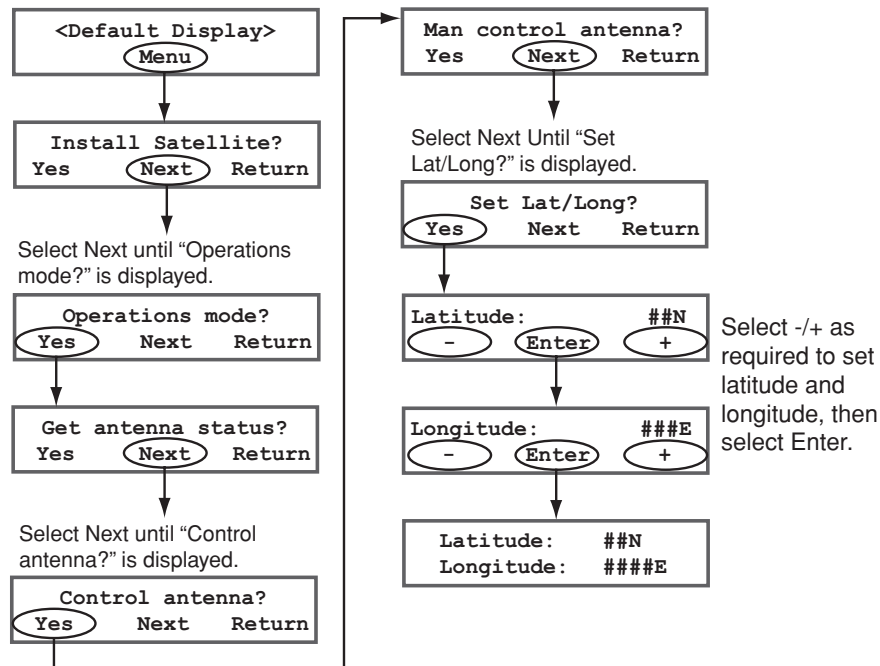 <Default Display>
Menu
Install Satellite?
Yes Next Return
Select Next until “Operations
mode?” is displayed.
Operations mode?
Yes Next Return
Get antenna status?
Yes Next Return
Select Next until “Control
antenna?” is displayed.
Control antenna?
Yes Next Return
Man control antenna?
Yes Next Return
Select Next Until “Set
Lat/Long?” is displayed.
Set Lat/Long?
Yes Next Return
Latitude: ##N
- Enter +
Longitude: ###E
- Enter +
Select -/+ as
required to set
latitude and
longitude, then
select Enter.
Latitude: ##N
Longitude: ####E